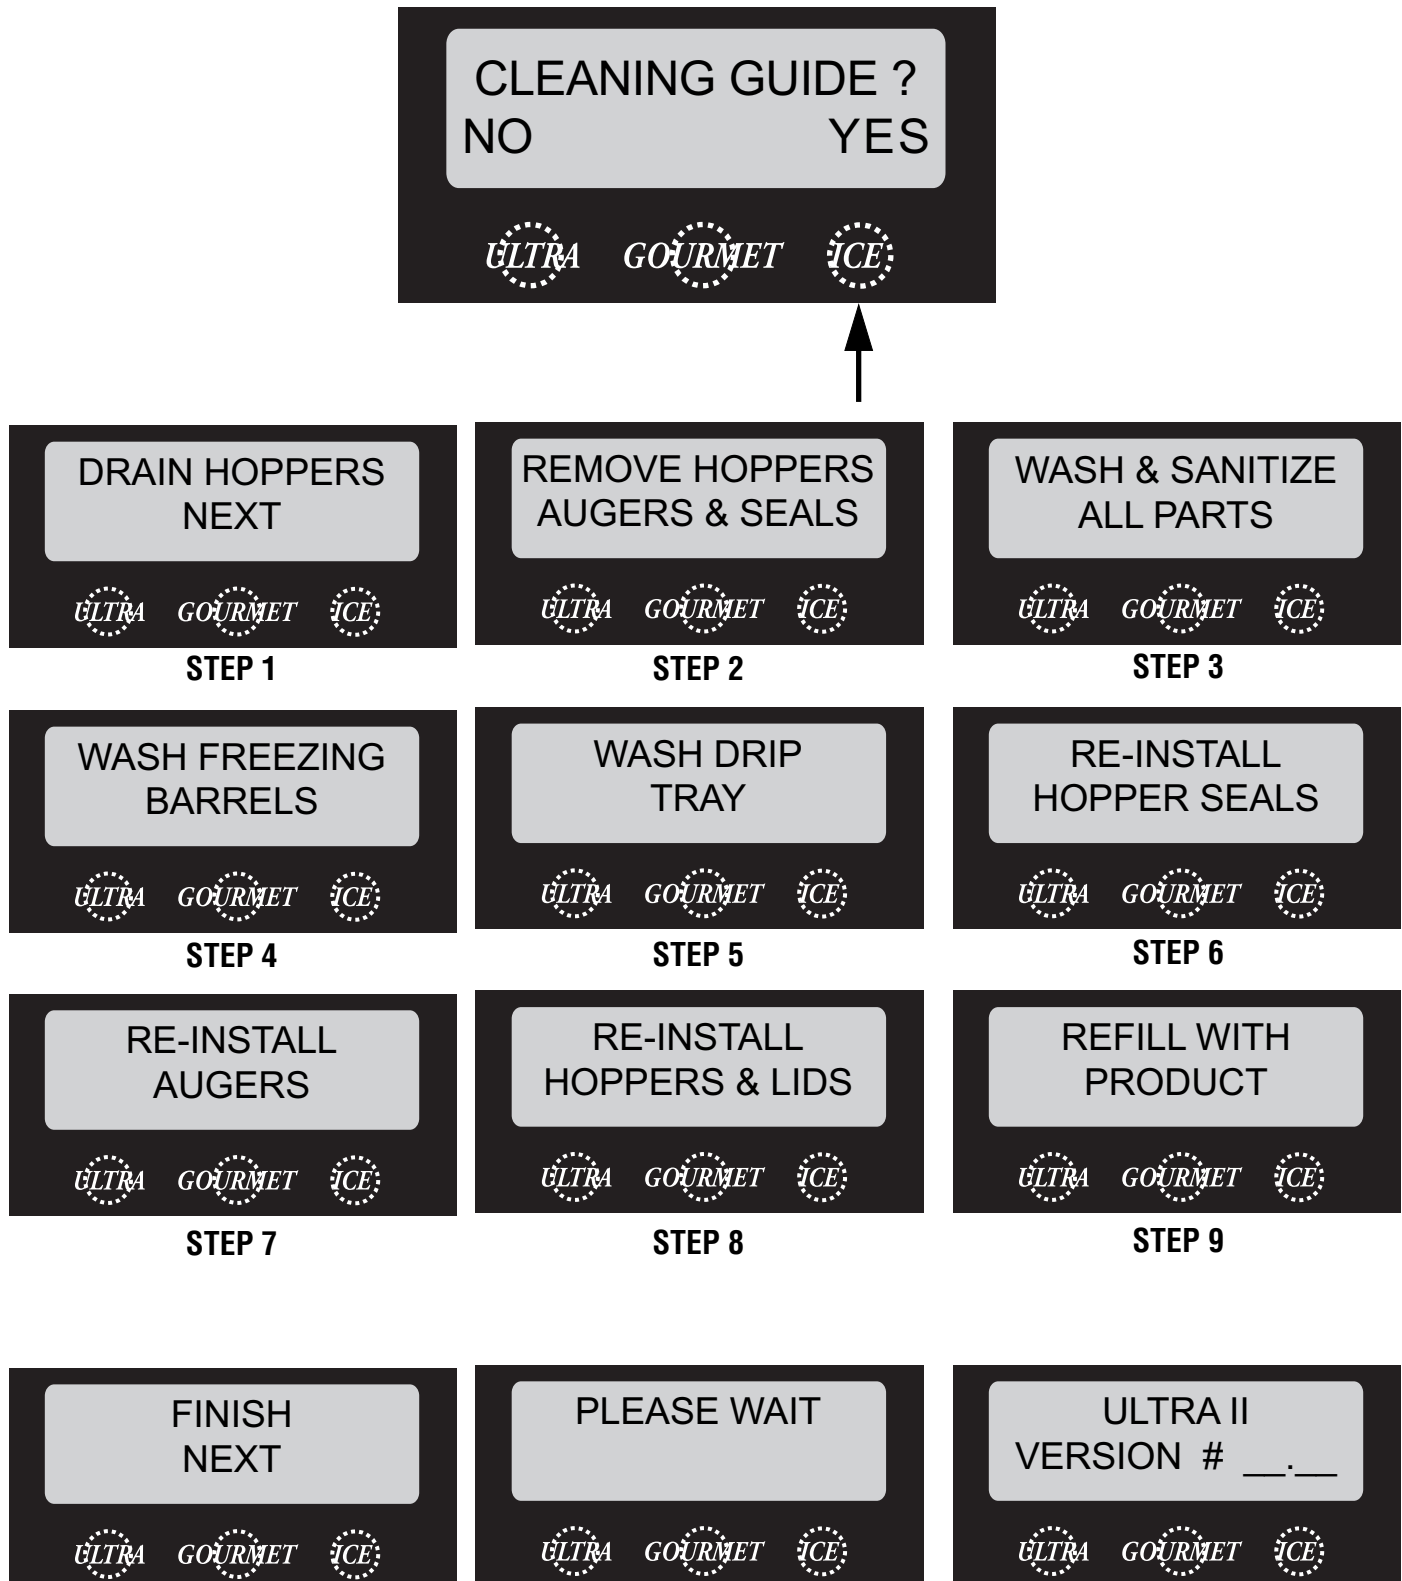 CLEANING GUIDE ?
NO YES
ULTRA GOURMET ICE
DRAIN HOPPERS
NEXT
ULTRA GOURMET ICE
STEP 1
REMOVE HOPPERS
AUGERS & SEALS
ULTRA GOURMET ICE
STEP 2
WASH & SANITIZE
ALL PARTS
ULTRA GOURMET ICE
STEP 3
WASH FREEZING
BARRELS
ULTRA GOURMET ICE
STEP 4
WASH DRIP
TRAY
ULTRA GOURMET ICE
STEP 5
RE-INSTALL
HOPPER SEALS
ULTRA GOURMET ICE
STEP 6
RE-INSTALL
AUGERS
ULTRA GOURMET ICE
STEP 7
RE-INSTALL
HOPPERS & LIDS
ULTRA GOURMET ICE
STEP 8
REFILL WITH
PRODUCT
ULTRA GOURMET ICE
STEP 9
FINISH
NEXT
ULTRA GOURMET ICE
PLEASE WAIT
ULTRA GOURMET ICE
ULTRA II
VERSION # __.__
ULTRA GOURMET ICE